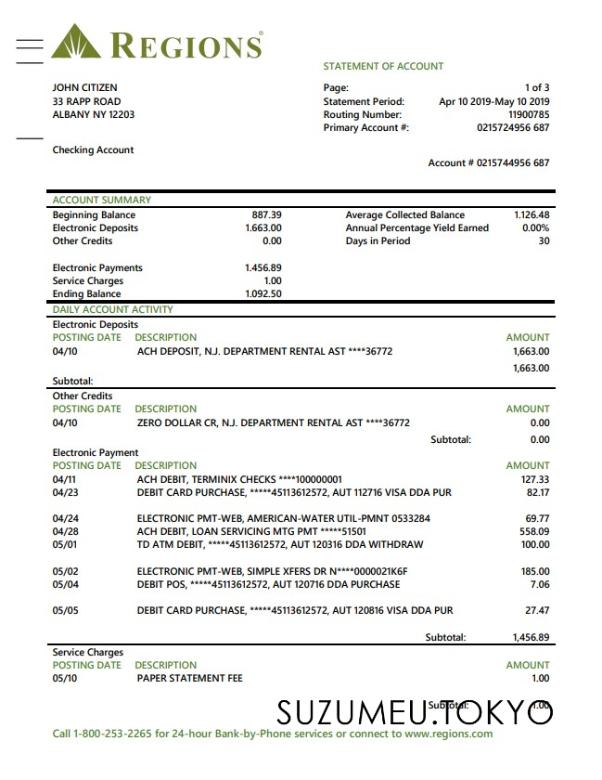 REGIONS®
STATEMENT OF ACCOUNT
JOHN CITIZEN
33 RAPP ROAD
ALBANY NY 12203
Page: 1 of 3
Statement Period: Apr 10 2019-May 10 2019
Routing Number: 11900785
Primary Account #: 0215724956 687
Checking Account
Account # 0215744956 687
ACCOUNT SUMMARY
Beginning Balance 887.39 Average Collected Balance 1.126.48
Electronic Deposits 1.663.00 Annual Percentage Yield Earned 0.00%
Other Credits 0.00 Days in Period 30
Electronic Payments 1.456.89
Service Charges 1.00
Ending Balance 1.092.50
DAILY ACCOUNT ACTIVITY
Electronic Deposits
POSTING DATE DESCRIPTION AMOUNT
04/10 ACH DEPOSIT, N.J. DEPARTMENT RENTAL AST ****36772 1,663.00
1,663.00
Subtotal:
Other Credits
POSTING DATE DESCRIPTION AMOUNT
04/10 ZERO DOLLAR CR, N.J. DEPARTMENT RENTAL AST ****36772 0.00
Subtotal: 0.00
Electronic Payment
POSTING DATE DESCRIPTION AMOUNT
04/11 ACH DEBIT, TERMINIX CHECKS ****100000001 127.33
04/23 DEBIT CARD PURCHASE, *****45113612572, AUT 112716 VISA DDA PUR 82.17
04/24 ELECTRONIC PMT-WEB, AMERICAN-WATER UTIL-PMNT 0533284 69.77
04/28 ACH DEBIT, LOAN SERVICING MTG PMT *****51501 558.09
05/01 TD ATM DEBIT, *****45113612572, AUT 120316 DDA WITHDRAW 100.00
05/02 ELECTRONIC PMT-WEB, SIMPLE XFERS DR N****0000021K6F 185.00
05/04 DEBIT POS, *****45113612572, AUT 120716 DDA PURCHASE 7.06
05/05 DEBIT CARD PURCHASE, *****45113612572, AUT 120816 VISA DDA PUR 27.47
Subtotal: 1,456.89
Service Charges
POSTING DATE DESCRIPTION AMOUNT
05/10 PAPER STATEMENT FEE 1.00
Subtotal: 1.00
SUZUMEU.TOKYO
Call 1-800-253-2265 for 24-hour Bank-by-Phone services or connect to www.regions.com